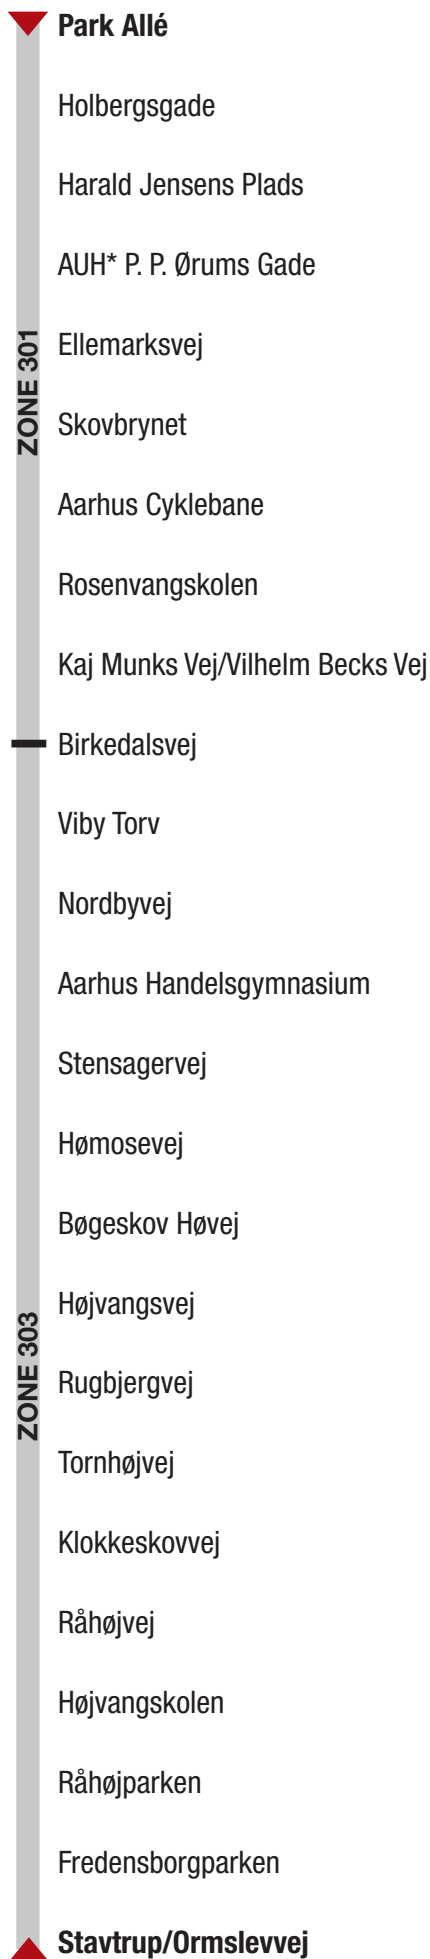 Park Allé
Holbergsgade
Harald Jensens Plads
AUH* P. P. Ørums Gade
Ellemarksvej
ZONE 301
Skovbrynet
Aarhus Cyklebane
Rosenvangskolen
Kaj Munks Vej/Vilhelm Becks Vej
Birkedalsvej
Viby Torv
Nordbyvej
Aarhus Handelsgymnasium
Stensagervej
Hømosevej
Bøgeskov Høvej
Højvangsvej
ZONE 303
Rugbjergvej
Tornhøjvej
Klokkeskovvej
Råhøjvej
Højvangskolen
Råhøjparken
Fredensborgparken
Stavtrup/Ormslevvej